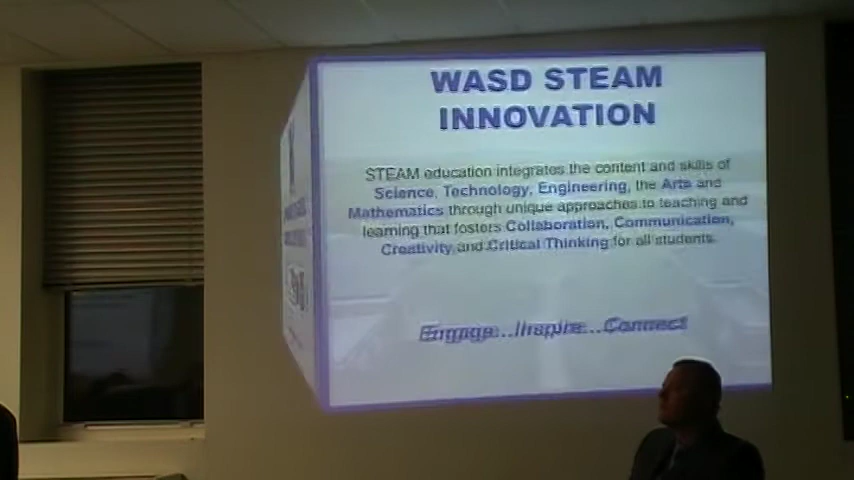 WASD STEAM
INNOVATION
STEAM education integrates the content and skills of
Science, Technology, Engineering, the Arts and
Mathematics through unique approaches to teaching and
learning that fosters Collaboration, Communication,
Creativity and Critical Thinking for all students.
Engage...Inspire...Connect